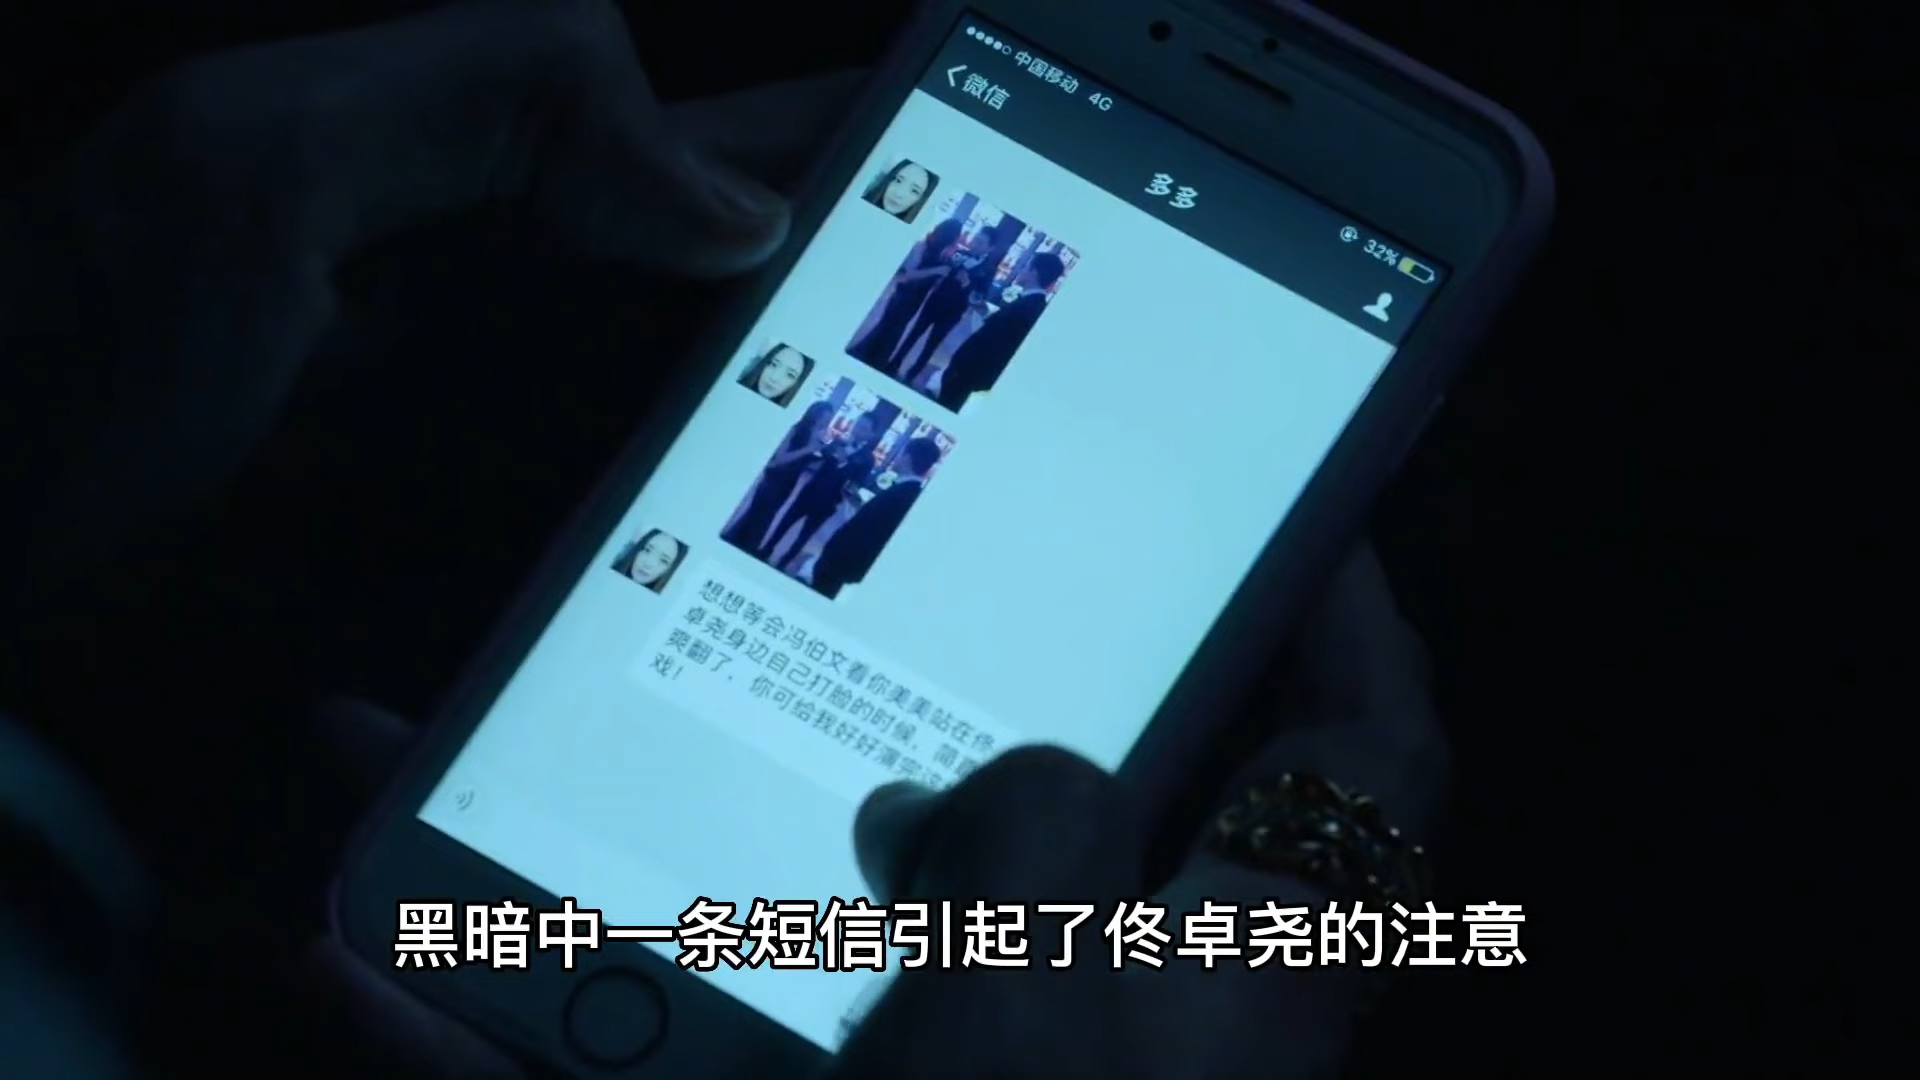 中国移动 4G
32%
微信
多多
想想等会冯伯文看你美美站在佟
卓尧身边自己打脸的时候，简直
爽翻了，你可给我好好演完这
戏！
黑暗中一条短信引起了佟卓尧的注意